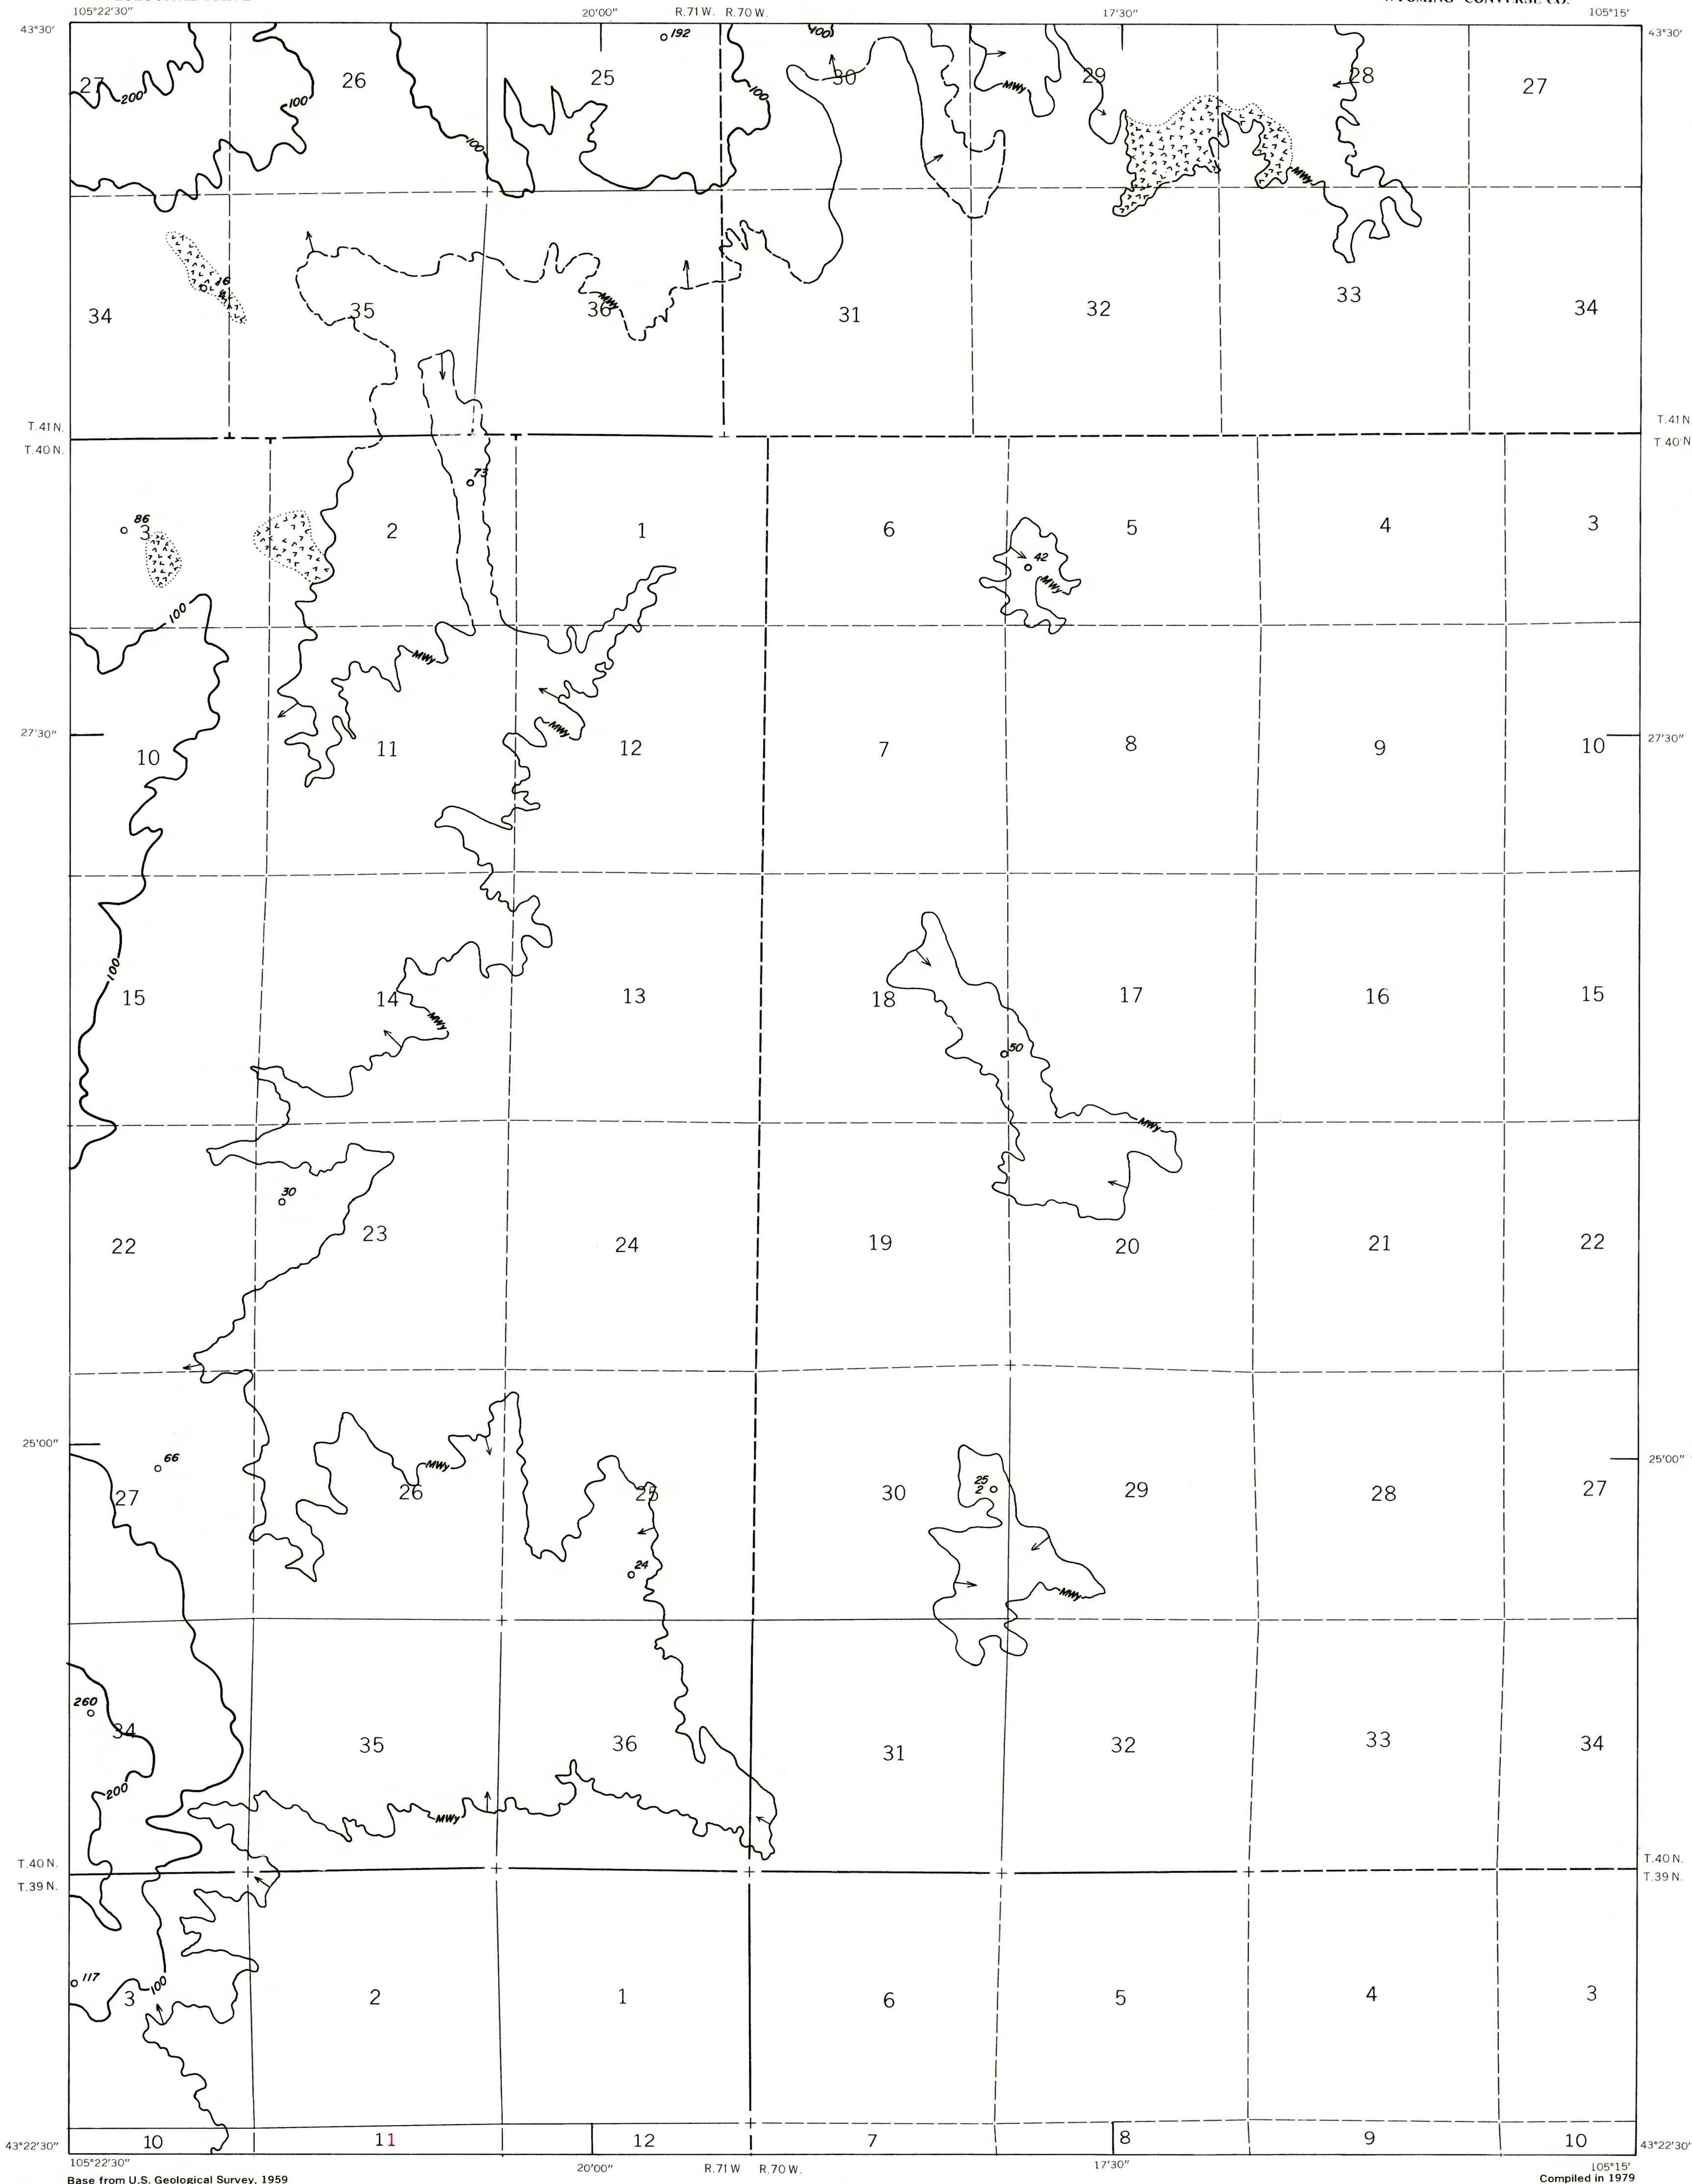 105°22'30" 20'00" R.71 W. R.70 W. 17'30" 105°15'
43°30' 192 400 43°30'
27 26 25 30 29 28 27
200 100 100 100 MWy
MWy
34 35 36 31 32 33 34
MWy
T.41 N. T.41 N.
T.40 N. T.40 N
73
86
3 2 1 6 5 4 3
42
MWy
100
MWy
MWy
27'30" 27'30"
10 11 12 7 8 9 10
100
15 14 13 18 17 16 15
MWy
50
MWy
30
22 23 24 19 20 21 22
25'00" 25'00"
66 MWy
25
2
27 26 25 30 29 28 27
24
MWy
260
34 35 36 31 32 33 34
200
MWy
T.40 N. T.40 N.
T.39 N. T.39 N.
117 100
3 2 1 6 5 4 3
10 11 12 7 8 9 10
43°22'30" 43°22'30"
105°22'30" 20'00" R.71 W R.70 W. 17'30" 105°15'
Base from U.S. Geological Survey, 1959 Compiled in 1979